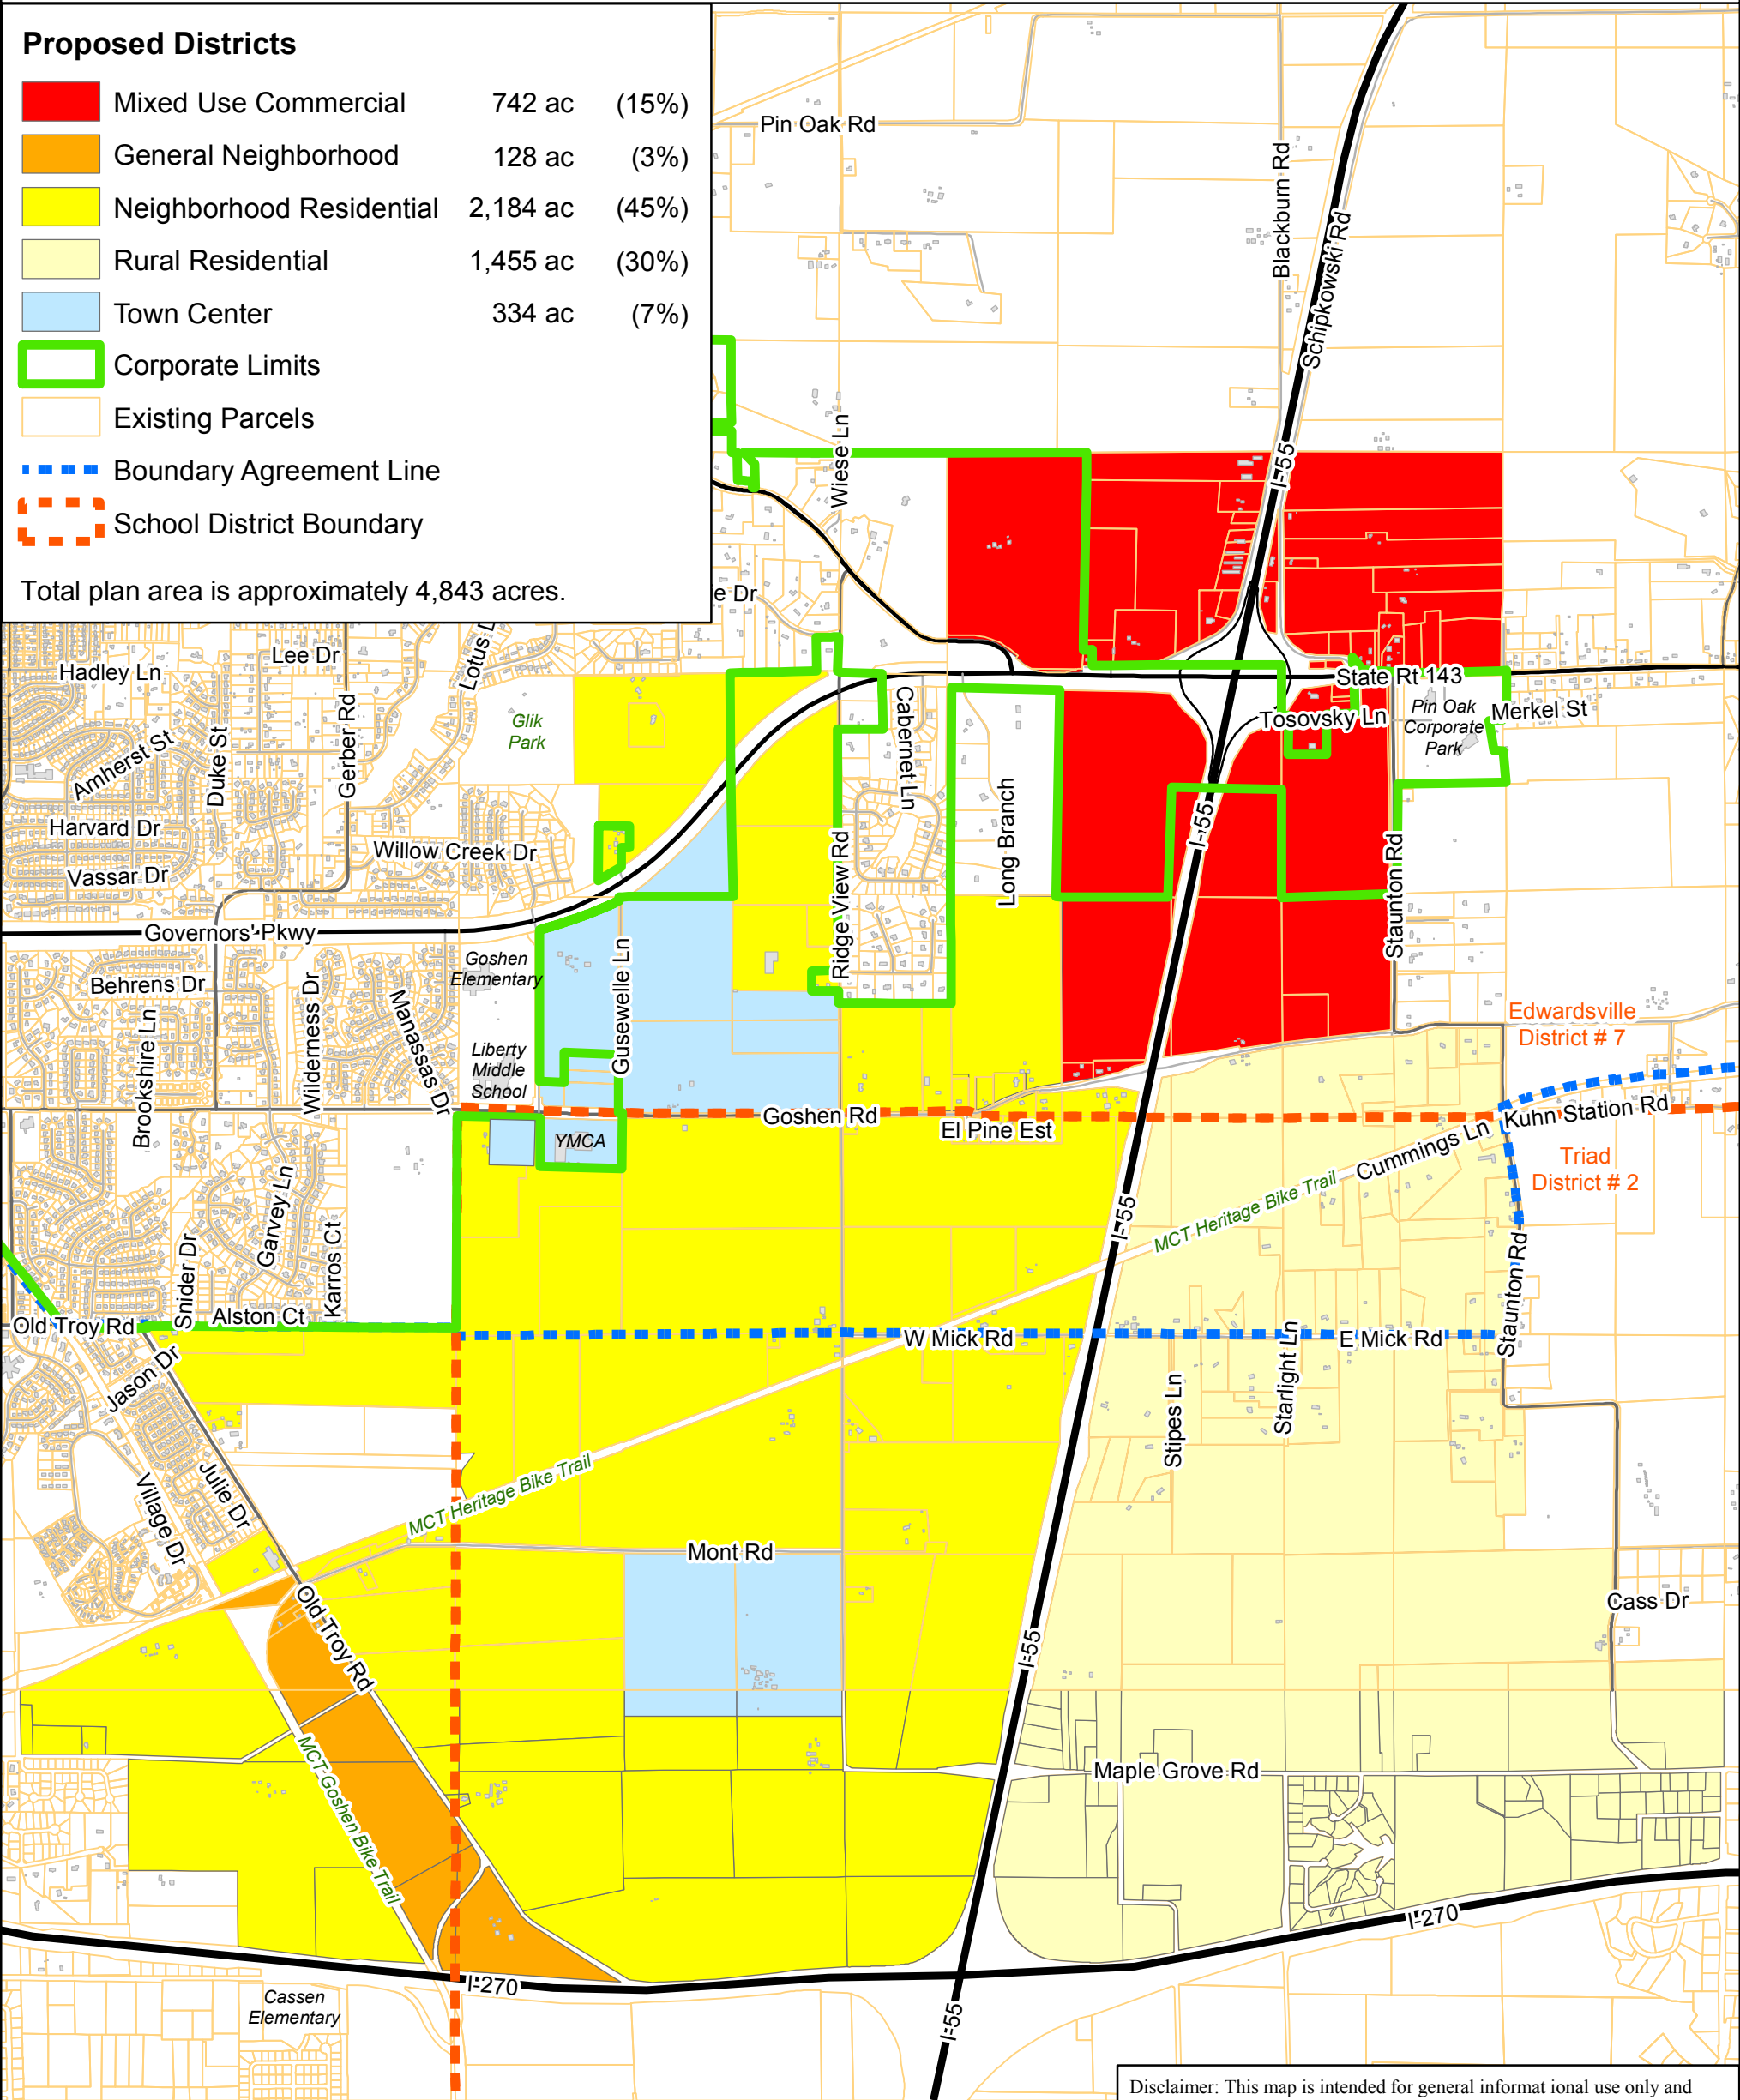 Proposed Districts
Mixed Use Commercial 742 ac (15%)
General Neighborhood 128 ac (3%)
Neighborhood Residential 2,184 ac (45%)
Rural Residential 1,455 ac (30%)
Town Center 334 ac (7%)
Corporate Limits
Existing Parcels
Boundary Agreement Line
School District Boundary
Total plan area is approximately 4,843 acres.
Pin Oak Rd
Blackburn Rd
Schipkowski Rd
I-55
Wiese Ln
e Dr
Lotus D
Lee Dr
Hadley Ln
Gerber Rd
Glik
Park
Amherst St
Duke St
Harvard Dr
Vassar Dr
Willow Creek Dr
Governors' Pkwy
Cabernet Ln
Long Branch
Ridge View Rd
State Rt 143
Tosovsky Ln
Pin Oak
Corporate
Park
Merkel St
I-55
Staunton Rd
Goshen
Elementary
Behrens Dr
Brookshire Ln
Wilderness Dr
Manassas Dr
Gusewelle Ln
Liberty
Middle
School
Edwardsville
District # 7
Goshen Rd
El Pine Est
Kuhn Station Rd
Cummings Ln
YMCA
Triad
District # 2
MCT Heritage Bike Trail
I-55
Garvey Ln
Karros Ct
Snider Dr
Alston Ct
Old Troy Rd
Staunton Rd
W Mick Rd
E Mick Rd
Jason Dr
Stipes Ln
Starlight Ln
Julie Dr
Village Dr
MCT Heritage Bike Trail
Mont Rd
Old Troy Rd
Cass Dr
I-55
MCT Goshen Bike Trail
Maple Grove Rd
I-270
I-270
Cassen
Elementary
I-55
Disclaimer: This map is intended for general informat ional use only and